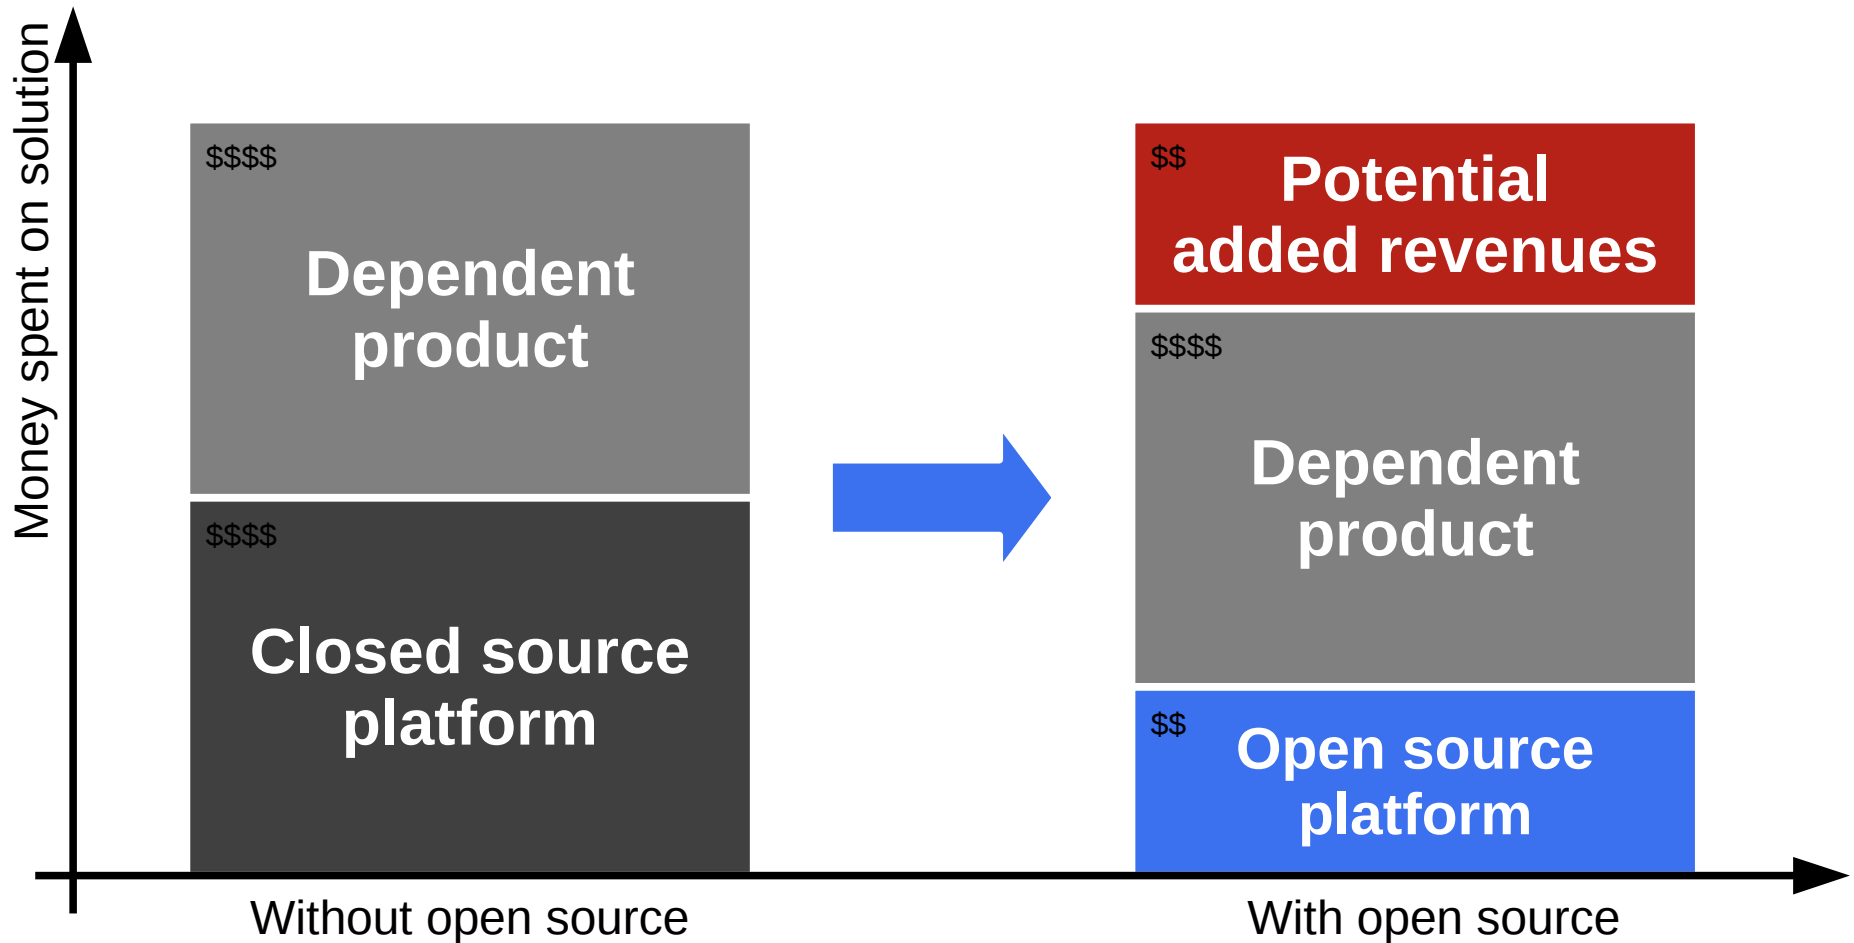 Money spent on solution
$$$$
Dependent
product
$$$$
Closed source
platform
$$
Potential
added revenues
$$$$
Dependent
product
$$
Open source
platform
Without open source
With open source